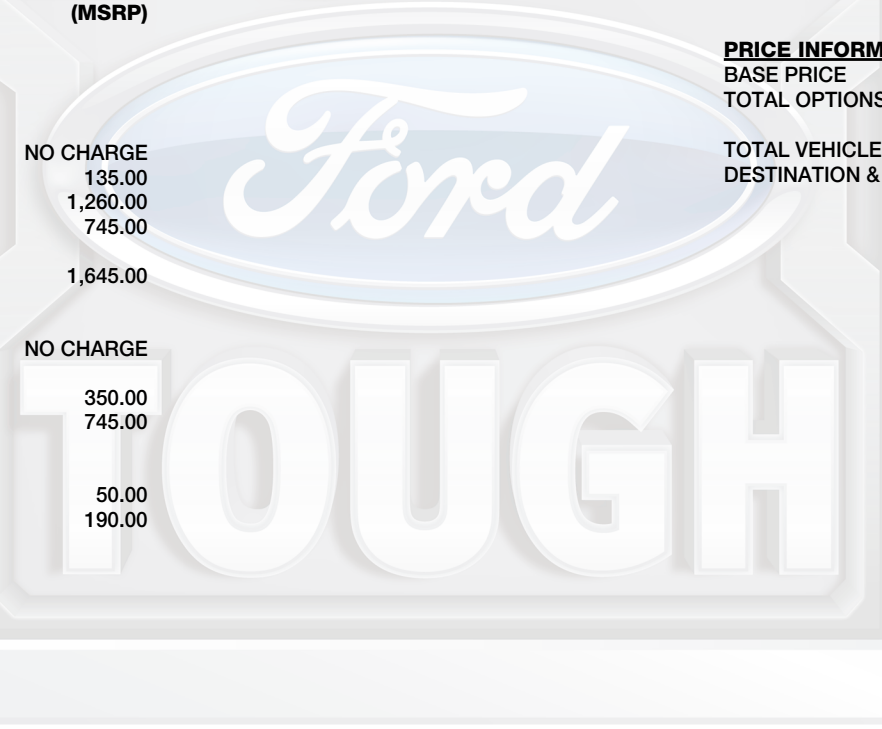 (MSRP)
NO CHARGE
135.00
1,260.00
745.00
1,645.00
NO CHARGE
350.00
745.00
50.00
190.00
PRICE INFORM
BASE PRICE
TOTAL OPTIONS
TOTAL VEHICLE
DESTINATION &
Ford
TOUGH